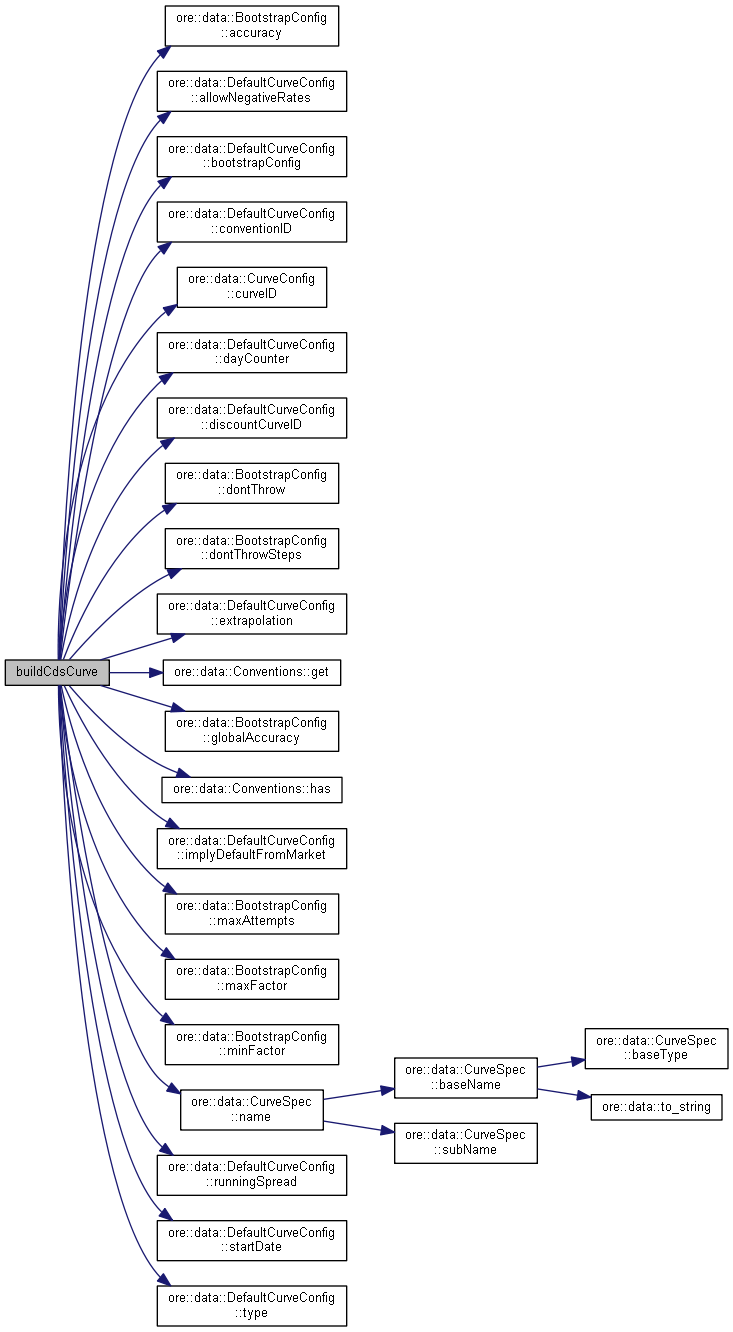 ore::data::BootstrapConfig
::accuracy
ore::data::DefaultCurveConfig
::allowNegativeRates
ore::data::DefaultCurveConfig
::bootstrapConfig
ore::data::DefaultCurveConfig
::conventionID
ore::data::CurveConfig
::curveID
ore::data::DefaultCurveConfig
::dayCounter
ore::data::DefaultCurveConfig
::discountCurveID
ore::data::BootstrapConfig
::dontThrow
ore::data::BootstrapConfig
::dontThrowSteps
ore::data::DefaultCurveConfig
::extrapolation
buildCdsCurve
ore::data::Conventions::get
ore::data::BootstrapConfig
::globalAccuracy
ore::data::Conventions::has
ore::data::DefaultCurveConfig
::implyDefaultFromMarket
ore::data::BootstrapConfig
::maxAttempts
ore::data::BootstrapConfig
::maxFactor
ore::data::BootstrapConfig
::minFactor
ore::data::CurveSpec
::name
ore::data::CurveSpec
::baseName
ore::data::CurveSpec
::baseType
ore::data::to_string
ore::data::CurveSpec
::subName
ore::data::DefaultCurveConfig
::runningSpread
ore::data::DefaultCurveConfig
::startDate
ore::data::DefaultCurveConfig
::type